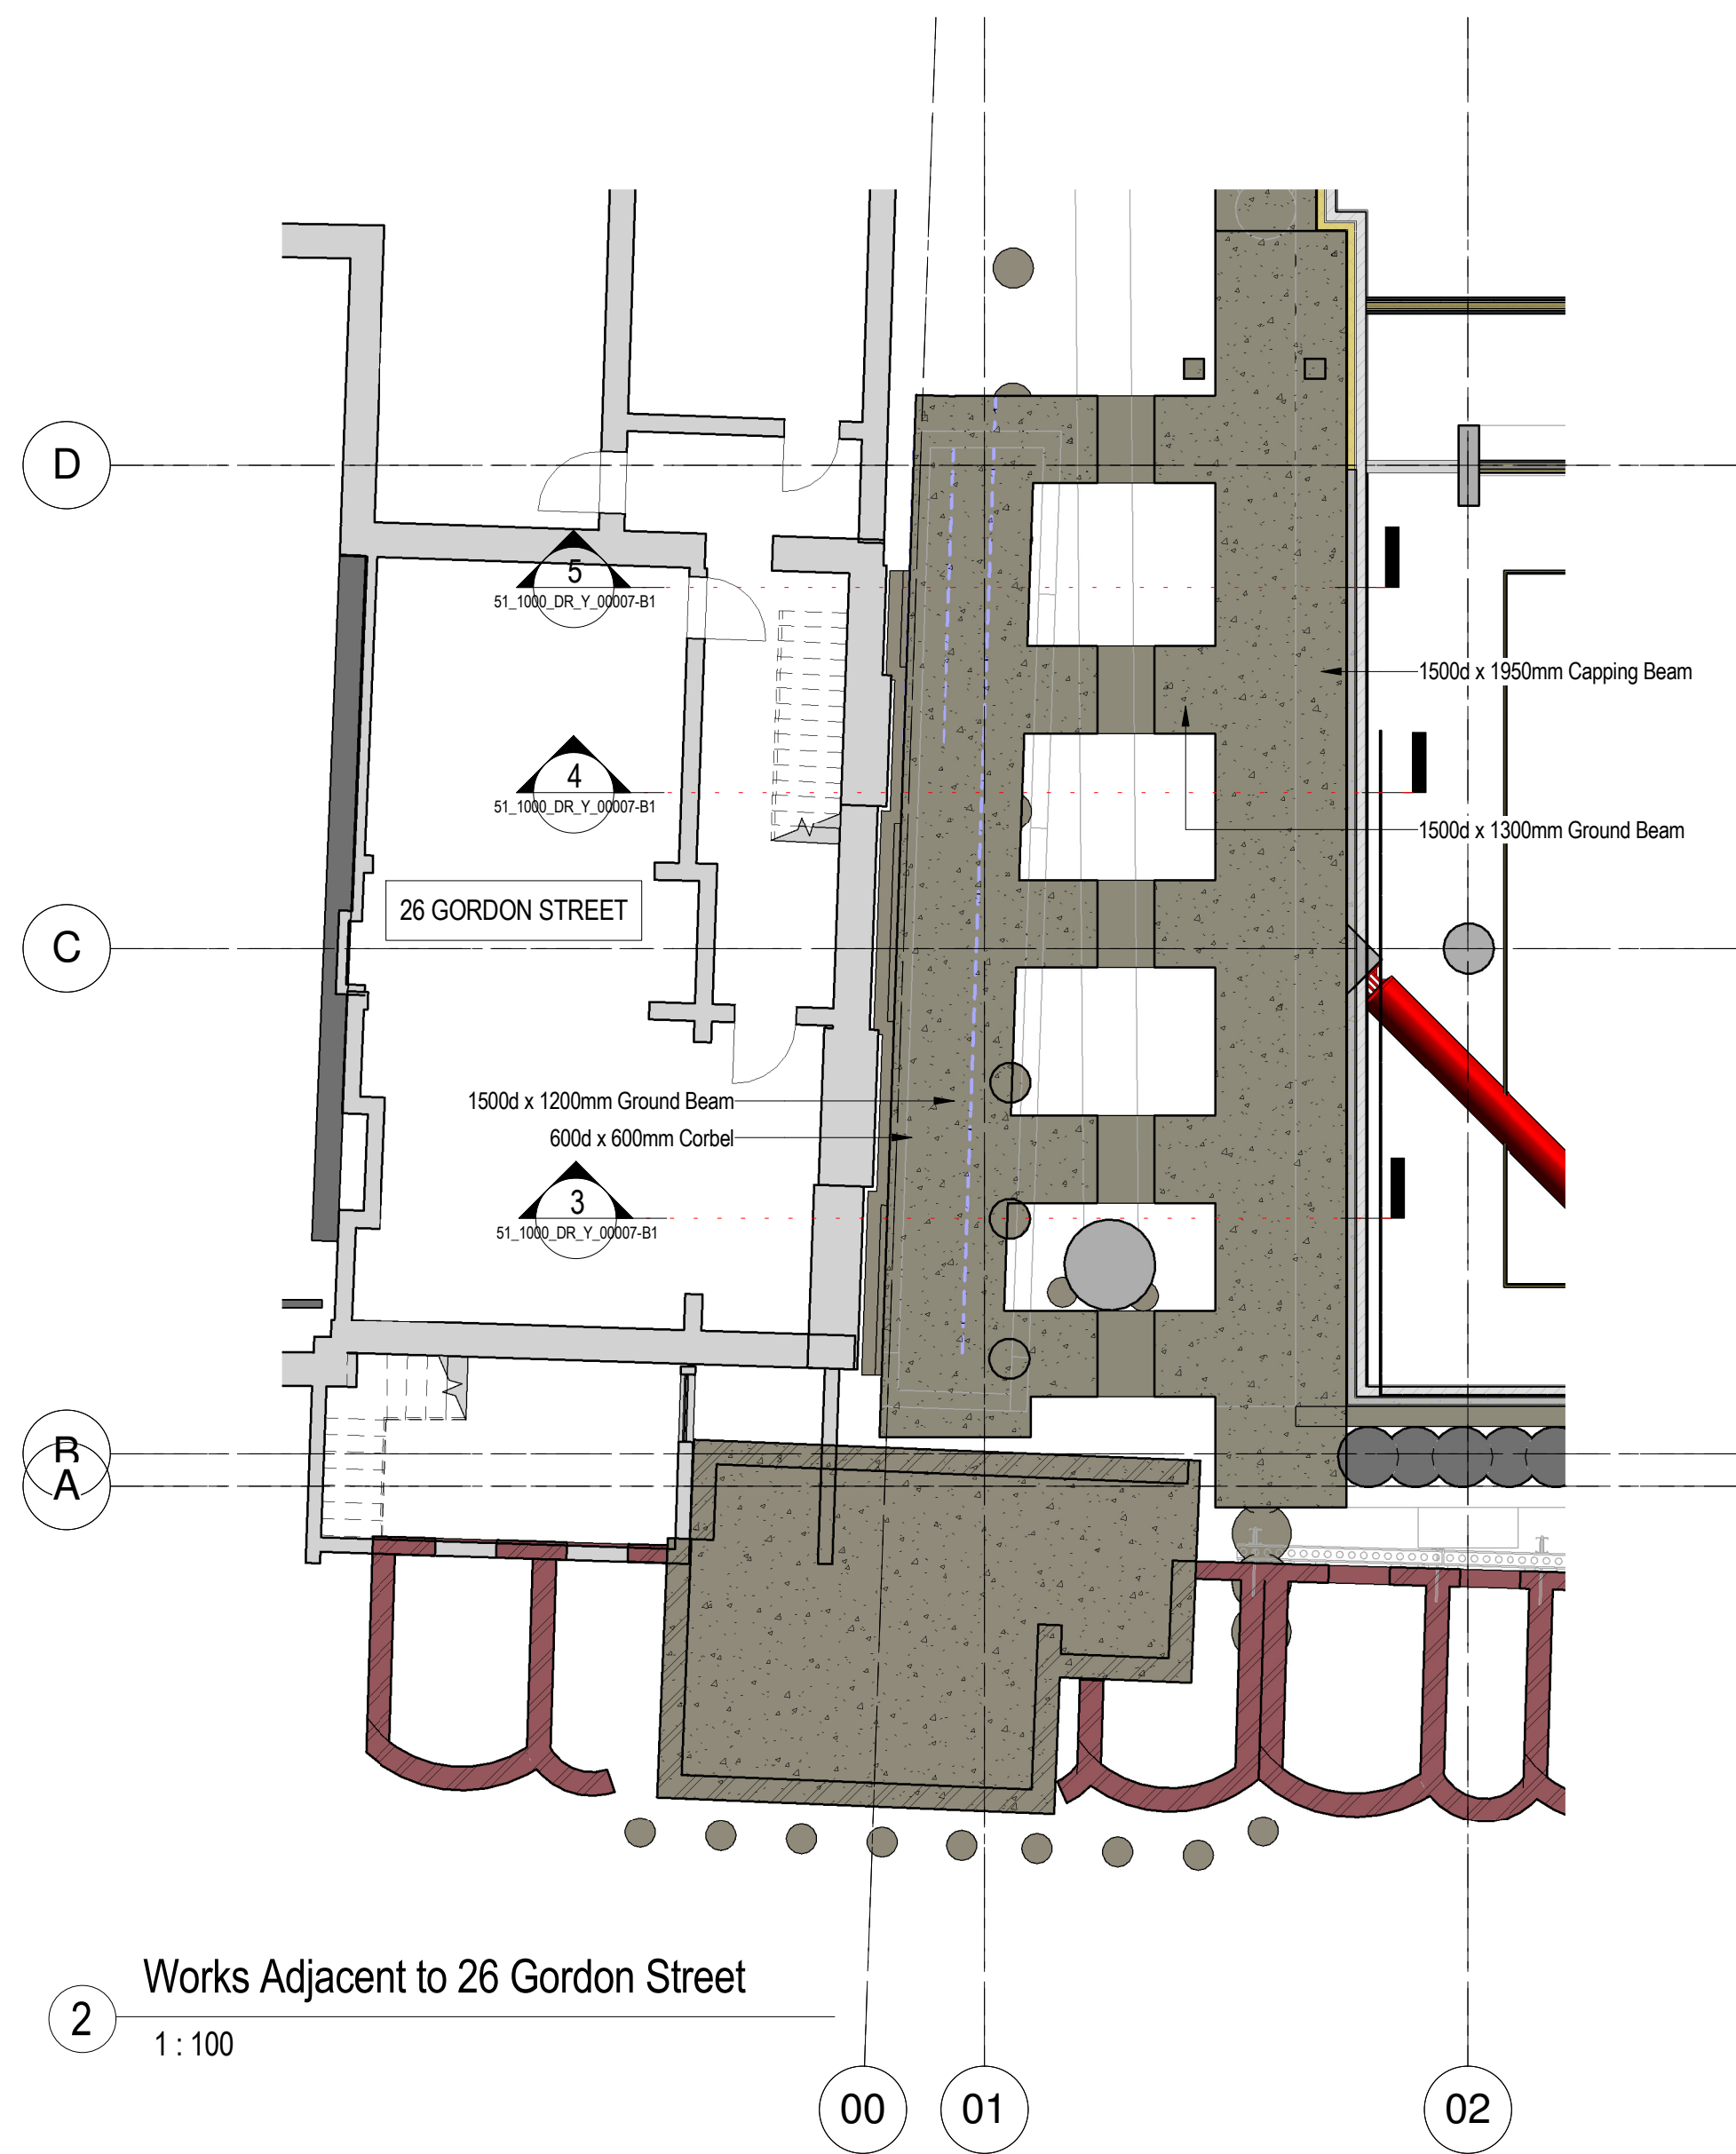 D
5
51_1000_DR_Y_00007-B1
1500d x 1950mm Capping Beam
4
51_1000_DR_Y_00007-B1
1500d x 1300mm Ground Beam
26 GORDON STREET
C
1500d x 1200mm Ground Beam
600d x 600mm Corbel
3
51_1000_DR_Y_00007-B1
B
A
Works Adjacent to 26 Gordon Street
2
1 : 100
00
01
02